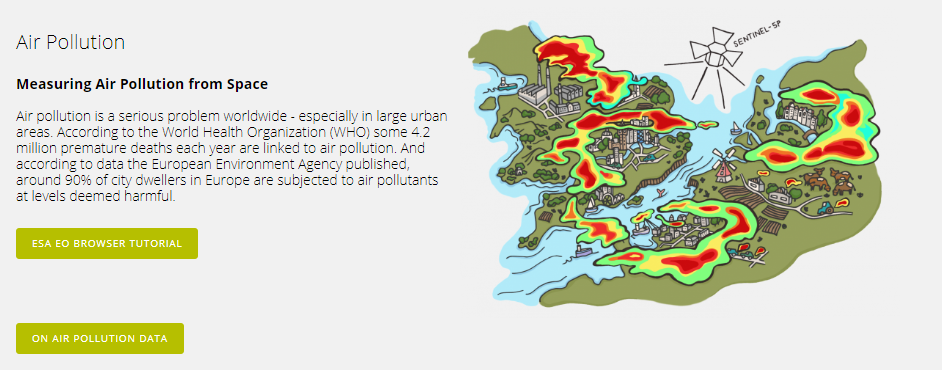 Air Pollution
SENTINEL-5P
Measuring Air Pollution from Space
Air pollution is a serious problem worldwide - especially in large urban
areas. According to the World Health Organization (WHO) some 4.2
million premature deaths each year are linked to air pollution. And
according to data the European Environment Agency published,
around 90% of city dwellers in Europe are subjected to air pollutants
at levels deemed harmful.
ESA EO BROWSER TUTORIAL
ON AIR POLLUTION DATA